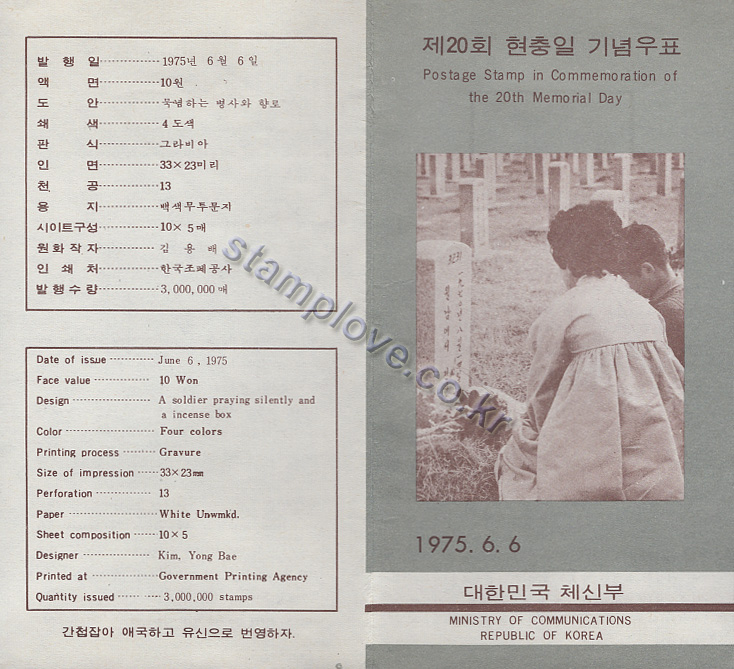 발 행 일 ··············· 1975년 6월 6일
액 면 ··············· 10원
도 안 ··············· 묵념하는 병사와 향로
쇄 색 ··············· 4 도색
판 식 ··············· 그라비아
인 면 ··············· 33×23미리
천 공 ··············· 13
용 지 ··············· 백색무투문지
시이트구성 ··············· 10× 5매
원화작자 ··············· 김 용 배
인 쇄 처 ··············· 한국조폐공사
발행수량 ··············· 3,000,000매
Date of issue ············ June 6, 1975
Face value ··············· 10 Won
Design ··············· A soldier praying silently and
a incense box
Color ··············· Four colors
Printing process ········· Gravure
Size of impression ······ 33×23㎜
Perforation ··············· 13
Paper ··············· White Unwmkd.
Sheet composition ······ 10×5
Designer ··············· Kim, Yong Bae
Printed at ··············· Government Printing Agency
Quantity issued ······ 3,000,000 stamps
간첩잡아 애국하고 유신으로 번영하자.
제20회 현충일 기념우표
Postage Stamp in Commemoration of
the 20th Memorial Day
1975. 6. 6
대한민국 체신부
MINISTRY OF COMMUNICATIONS
REPUBLIC OF KOREA
stamplove.co.kr